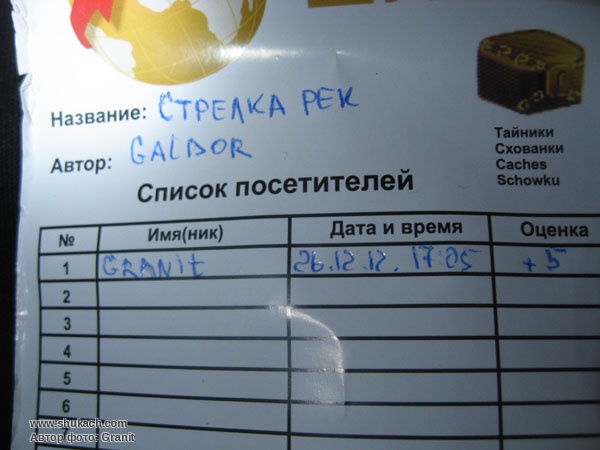 Название: СТРЕЛКА РЕК
Автор: GALDOR
Тайники
Схованки
Caches
Schowku
Список посетителей
№ Имя(ник) Дата и время Оценка
1 GRANit 26.12.12. 17:05 +5
2
3
4
5
6
7
www.shukach.com
Автор фото: Granit